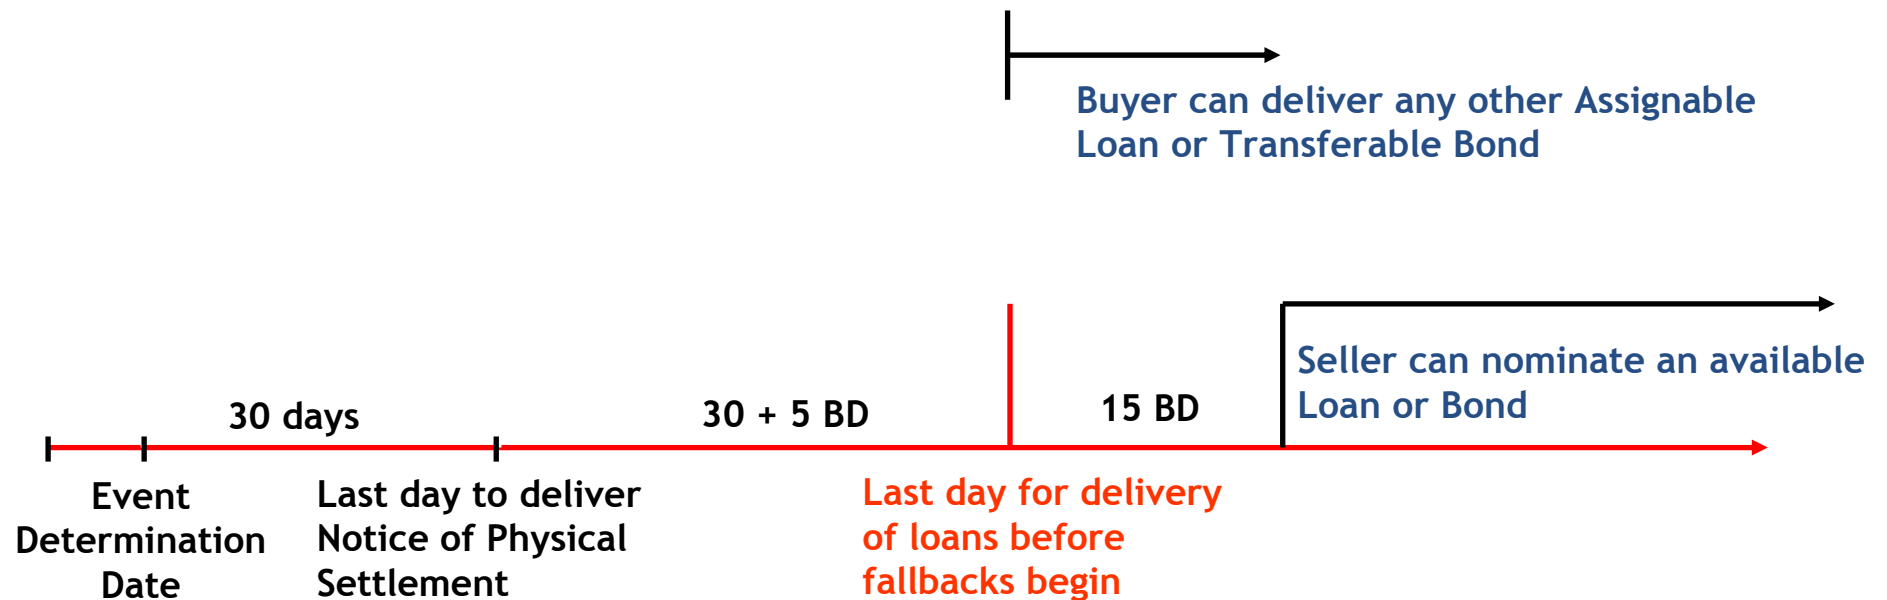 Buyer can deliver any other Assignable
Loan or Transferable Bond
Seller can nominate an available
Loan or Bond
30 days
30 + 5 BD
15 BD
Event
Determination
Date
Last day to deliver
Notice of Physical
Settlement
Last day for delivery
of loans before
fallbacks begin